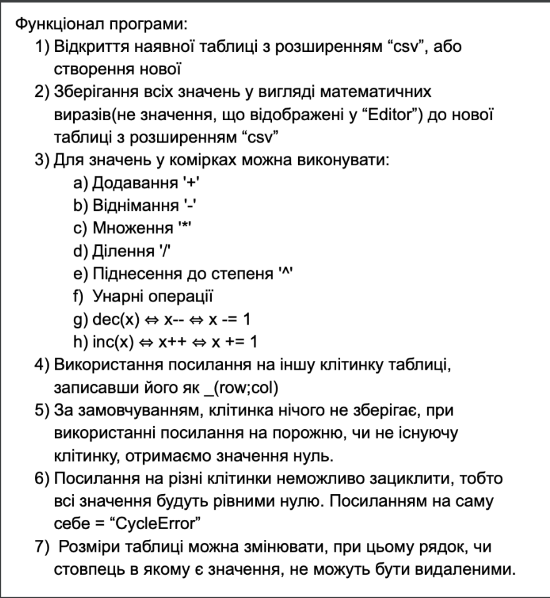 Функціонал програми:
1) Відкриття наявної таблиці з розширенням “csv”, або
створення нової
2) Зберігання всіх значень у вигляді математичних
виразів(не значення, що відображені у “Editor”) до нової
таблиці з розширенням “csv”
3) Для значень у комірках можна виконувати:
a) Додавання '+'
b) Віднімання '-'
c) Множення '*'
d) Ділення '/'
e) Піднесення до степеня '^'
f) Унарні операції
g) dec(x) ⇔ x-- ⇔ x -= 1
h) inc(x) ⇔ x++ ⇔ x += 1
4) Використання посилання на іншу клітинку таблиці,
записавши його як _(row;col)
5) За замовчуванням, клітинка нічого не зберігає, при
використанні посилання на порожню, чи не існуючу
клітинку, отримаємо значення нуль.
6) Посилання на різні клітинки неможливо зациклити, тобто
всі значення будуть рівними нулю. Посиланням на саму
себе = “CycleError”
7) Розміри таблиці можна змінювати, при цьому рядок, чи
стовпець в якому є значення, не можуть бути видаленими.